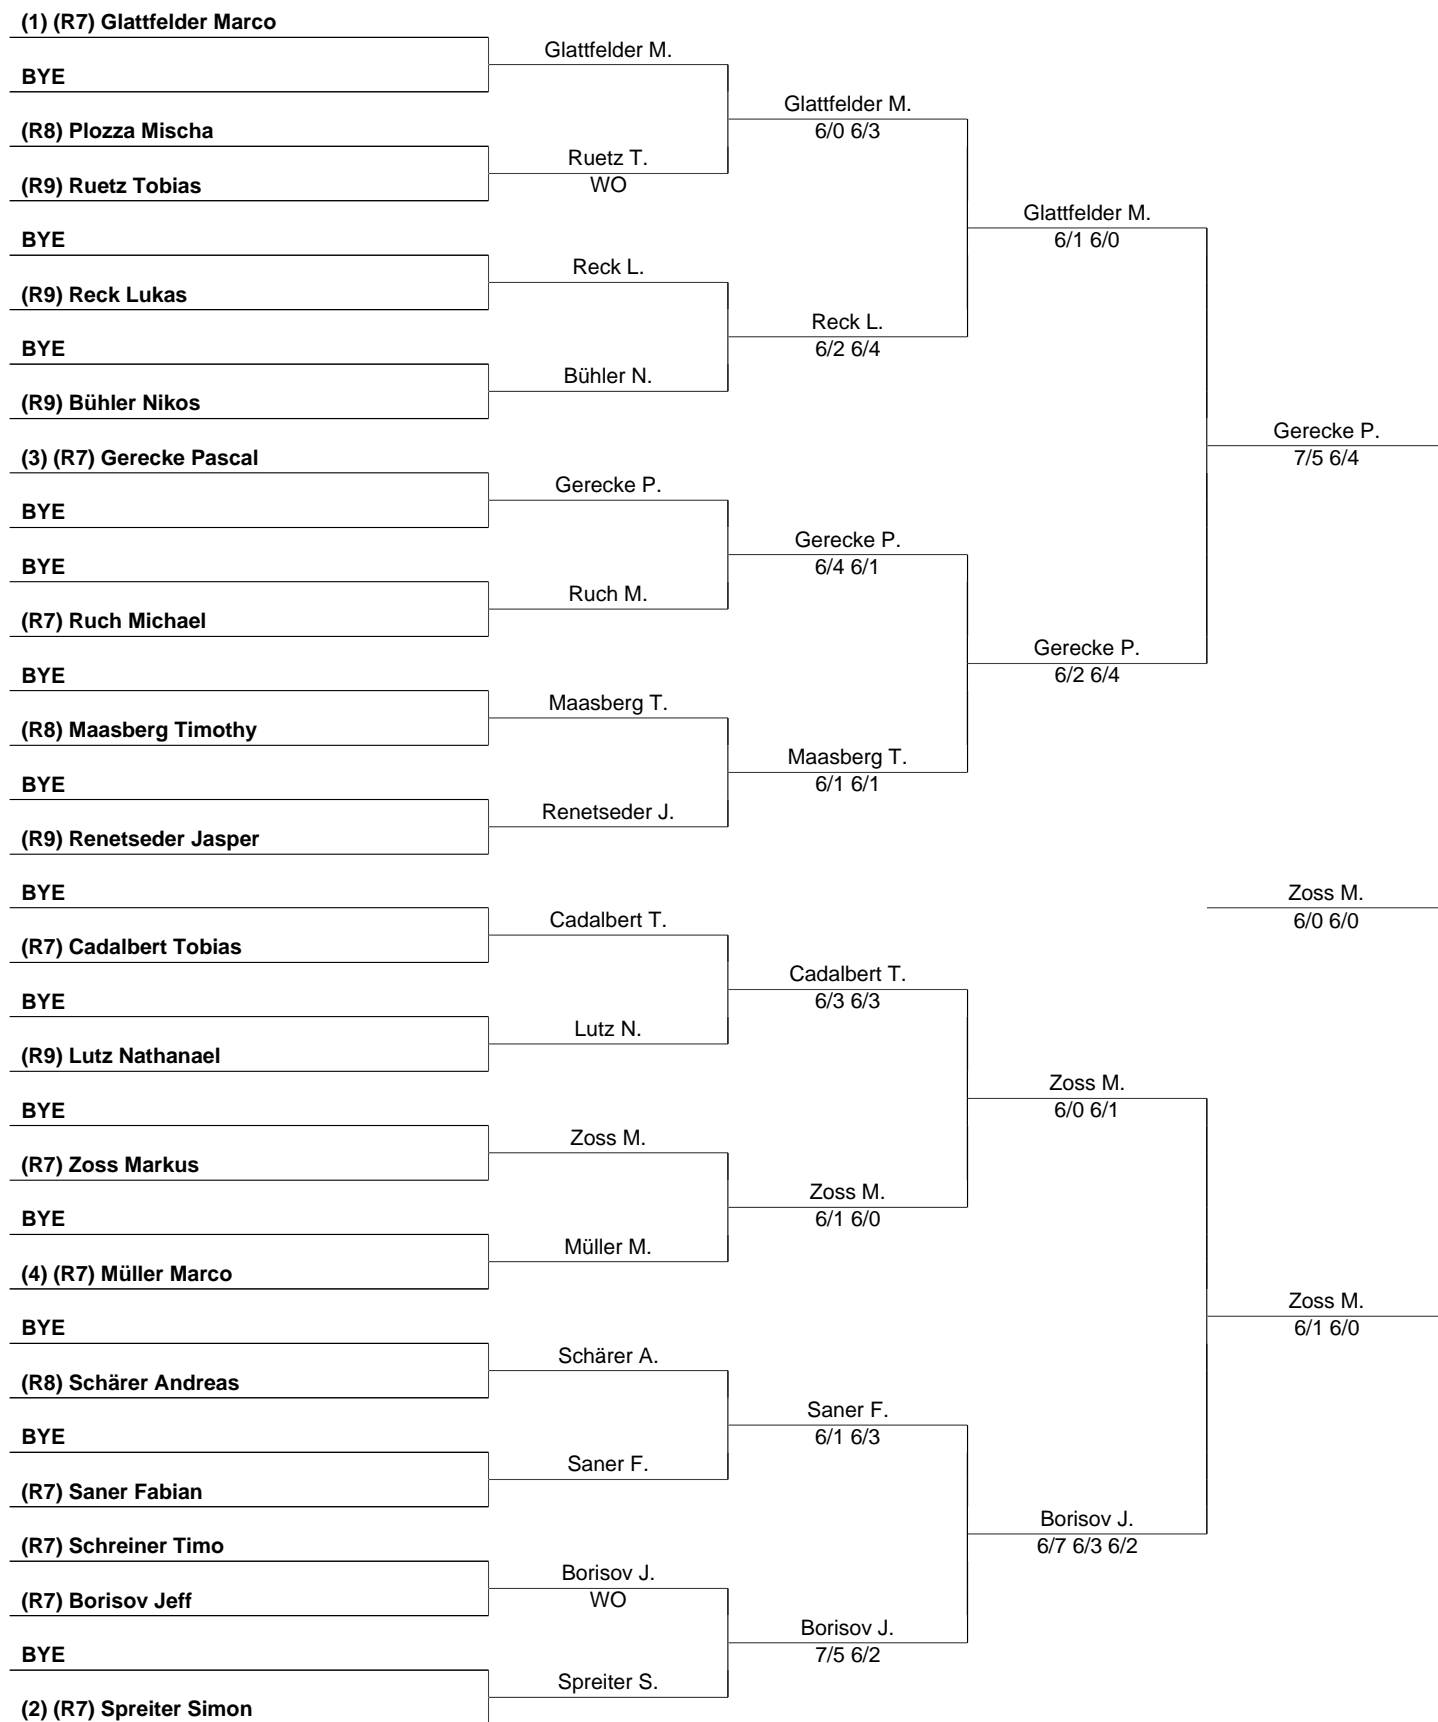 (1) (R7) Glattfelder Marco
BYE
(R8) Plozza Mischa
(R9) Ruetz Tobias
BYE
(R9) Reck Lukas
BYE
(R9) Bühler Nikos
(3) (R7) Gerecke Pascal
BYE
BYE
(R7) Ruch Michael
BYE
(R8) Maasberg Timothy
BYE
(R9) Renetseder Jasper
BYE
(R7) Cadalbert Tobias
BYE
(R9) Lutz Nathanael
BYE
(R7) Zoss Markus
BYE
(4) (R7) Müller Marco
BYE
(R8) Schärer Andreas
BYE
(R7) Saner Fabian
(R7) Schreiner Timo
(R7) Borisov Jeff
BYE
(2) (R7) Spreiter Simon
Glattfelder M.
Ruetz T.
WO
Reck L.
Bühler N.
Gerecke P.
Ruch M.
Maasberg T.
Renetseder J.
Cadalbert T.
Lutz N.
Zoss M.
Müller M.
Schärer A.
Saner F.
Borisov J.
WO
Spreiter S.
Glattfelder M.
6/0 6/3
Reck L.
6/2 6/4
Gerecke P.
6/4 6/1
Maasberg T.
6/1 6/1
Cadalbert T.
6/3 6/3
Zoss M.
6/1 6/0
Saner F.
6/1 6/3
Borisov J.
7/5 6/2
Glattfelder M.
6/1 6/0
Gerecke P.
6/2 6/4
Zoss M.
6/0 6/1
Borisov J.
6/7 6/3 6/2
Gerecke P.
7/5 6/4
Zoss M.
6/0 6/0
Zoss M.
6/1 6/0